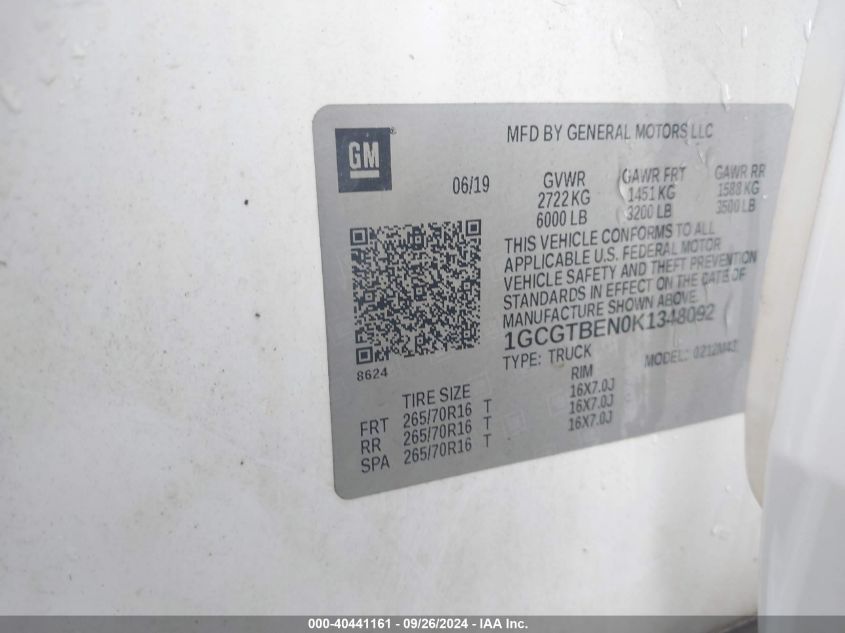 MFD BY GENERAL MOTORS LLC
GM
®
06/19
GVWR GAWR FRT GAWR RR
2722 KG 1451 KG 1588 KG
6000 LB 3200 LB 3500 LB
THIS VEHICLE CONFORMS TO ALL
APPLICABLE U.S. FEDERAL MOTOR
VEHICLE SAFETY AND THEFT PREVENTION
STANDARDS IN EFFECT ON THE DATE OF
MANUFACTURE SHOWN ABOVE.
1GCGTBEN0K1348092
TYPE: TRUCK MODEL: 0212M43
8624
TIRE SIZE RIM
FRT 265/70R16 T 16X7.0J
RR 265/70R16 T 16X7.0J
SPA 265/70R16 T 16X7.0J
000-40441161 - 09/26/2024 - IAA Inc.